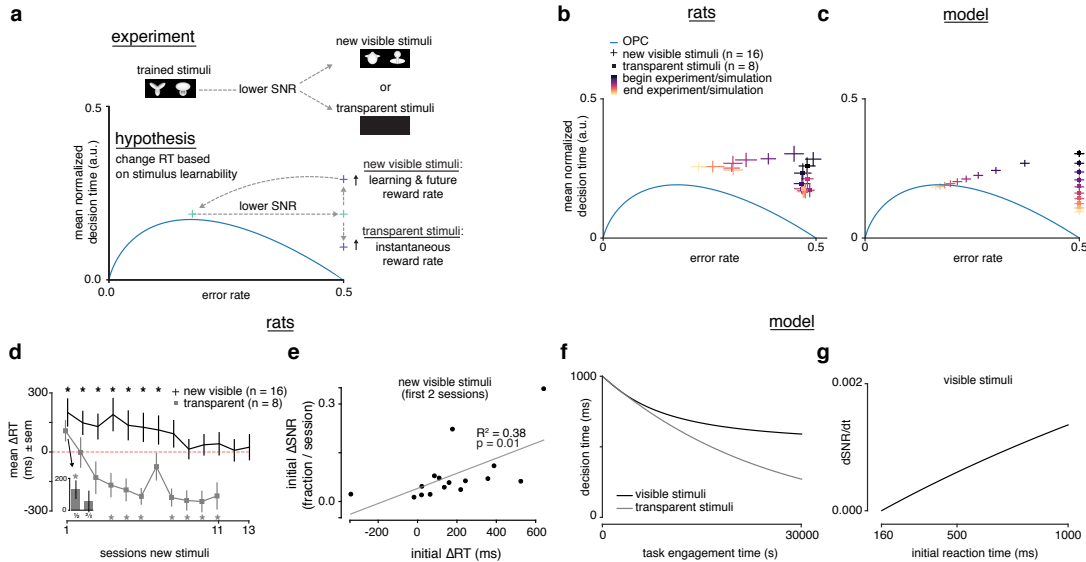 a
experiment
trained stimuli
lower SNR
new visible stimuli
or
transparent stimuli
0.5
hypothesis
change RT based
on stimulus learnability
lower SNR
new visible stimuli:
learning & future
reward rate
transparent stimuli:
instantaneous
reward rate
mean normalized
decision time (a.u.)
0.0
0.0
0.5
error rate
b
rats
OPC
new visible stimuli (n = 16)
transparent stimuli (n = 8)
begin experiment/simulation
end experiment/simulation
0.5
mean normalized
decision time (a.u.)
0
0
0.5
error rate
c
model
0.5
0
0
0.5
error rate
rats
d
* * * * * * *
new visible (n = 16)
transparent (n = 8)
300
0
-300
mean ΔRT
(ms) ± sem
200
0
*
½ ²⁄₂
* * * * * * *
1
11
13
sessions new stimuli
e
new visible stimuli
(first 2 sessions)
R² = 0.38
p = 0.01
0.3
0.0
initial ΔSNR
(fraction / session)
-200 0 200 400 600
initial ΔRT (ms)
model
f
1000
500
0
decision time (ms)
visible stimuli
transparent stimuli
0
30000
task engagement time (s)
g
visible stimuli
0.002
0.000
dSNR/dt
160
500
1000
initial reaction time (ms)